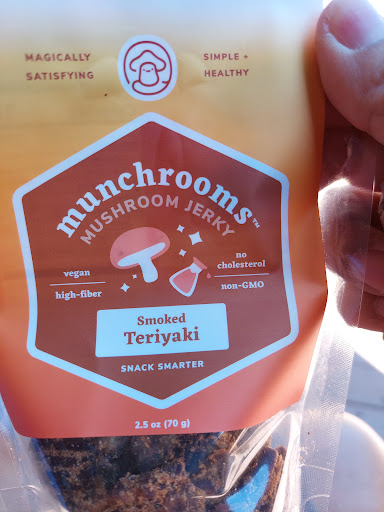 MAGICALLY
SATISFYING
SIMPLE +
HEALTHY
munchrooms™
MUSHROOM JERKY
vegan
high-fiber
no
cholesterol
non-GMO
Smoked
Teriyaki
SNACK SMARTER
2.5 oz (70 g)